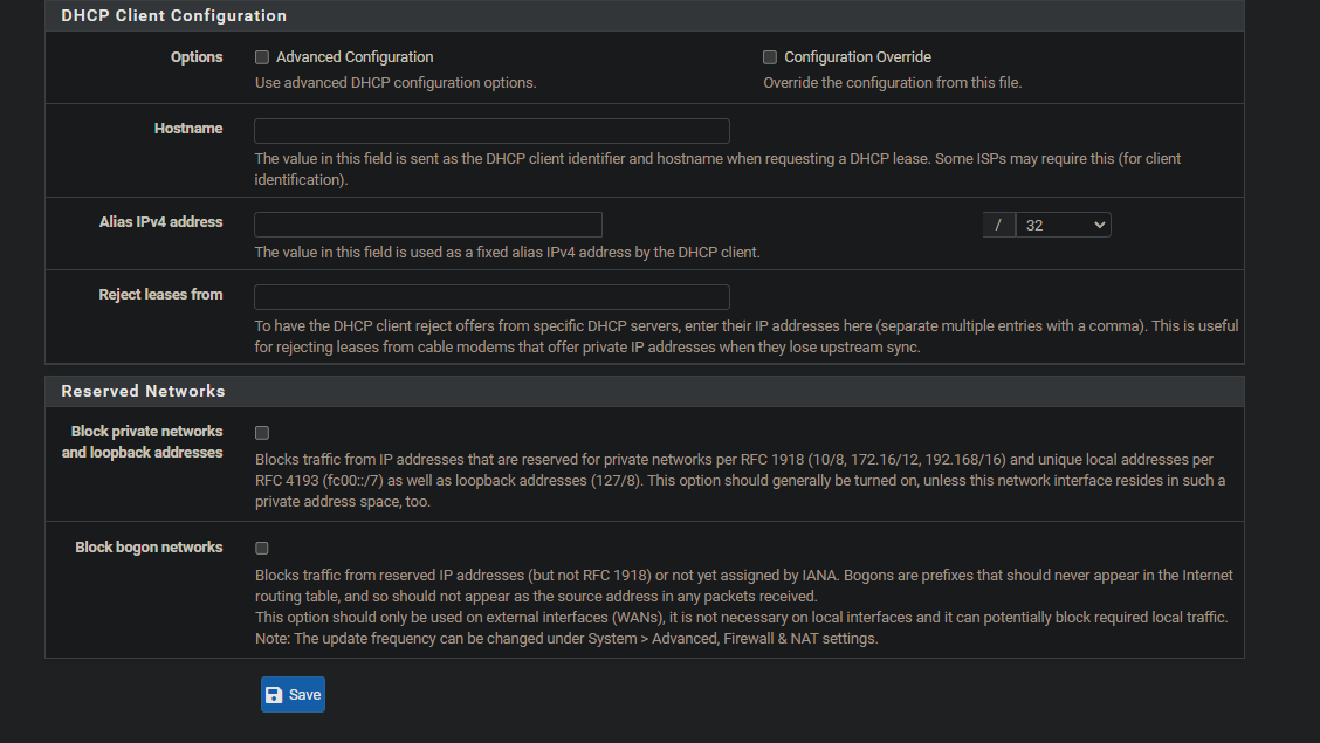 DHCP Client Configuration
Options
Advanced Configuration
Configuration Override
Use advanced DHCP configuration options.
Override the configuration from this file.
Hostname
The value in this field is sent as the DHCP client identifier and hostname when requesting a DHCP lease. Some ISPs may require this (for client
identification).
Alias IPv4 address
/
32
The value in this field is used as a fixed alias IPv4 address by the DHCP client.
Reject leases from
To have the DHCP client reject offers from specific DHCP servers, enter their IP addresses here (separate multiple entries with a comma). This is useful
for rejecting leases from cable modems that offer private IP addresses when they lose upstream sync.
Reserved Networks
Block private networks
and loopback addresses
Blocks traffic from IP addresses that are reserved for private networks per RFC 1918 (10/8, 172.16/12, 192.168/16) and unique local addresses per
RFC 4193 (fc00::/7) as well as loopback addresses (127/8). This option should generally be turned on, unless this network interface resides in such a
private address space, too.
Block bogon networks
Blocks traffic from reserved IP addresses (but not RFC 1918) or not yet assigned by IANA. Bogons are prefixes that should never appear in the Internet
routing table, and so should not appear as the source address in any packets received.
This option should only be used on external interfaces (WANs), it is not necessary on local interfaces and it can potentially block required local traffic.
Note: The update frequency can be changed under System > Advanced, Firewall & NAT settings.
Save